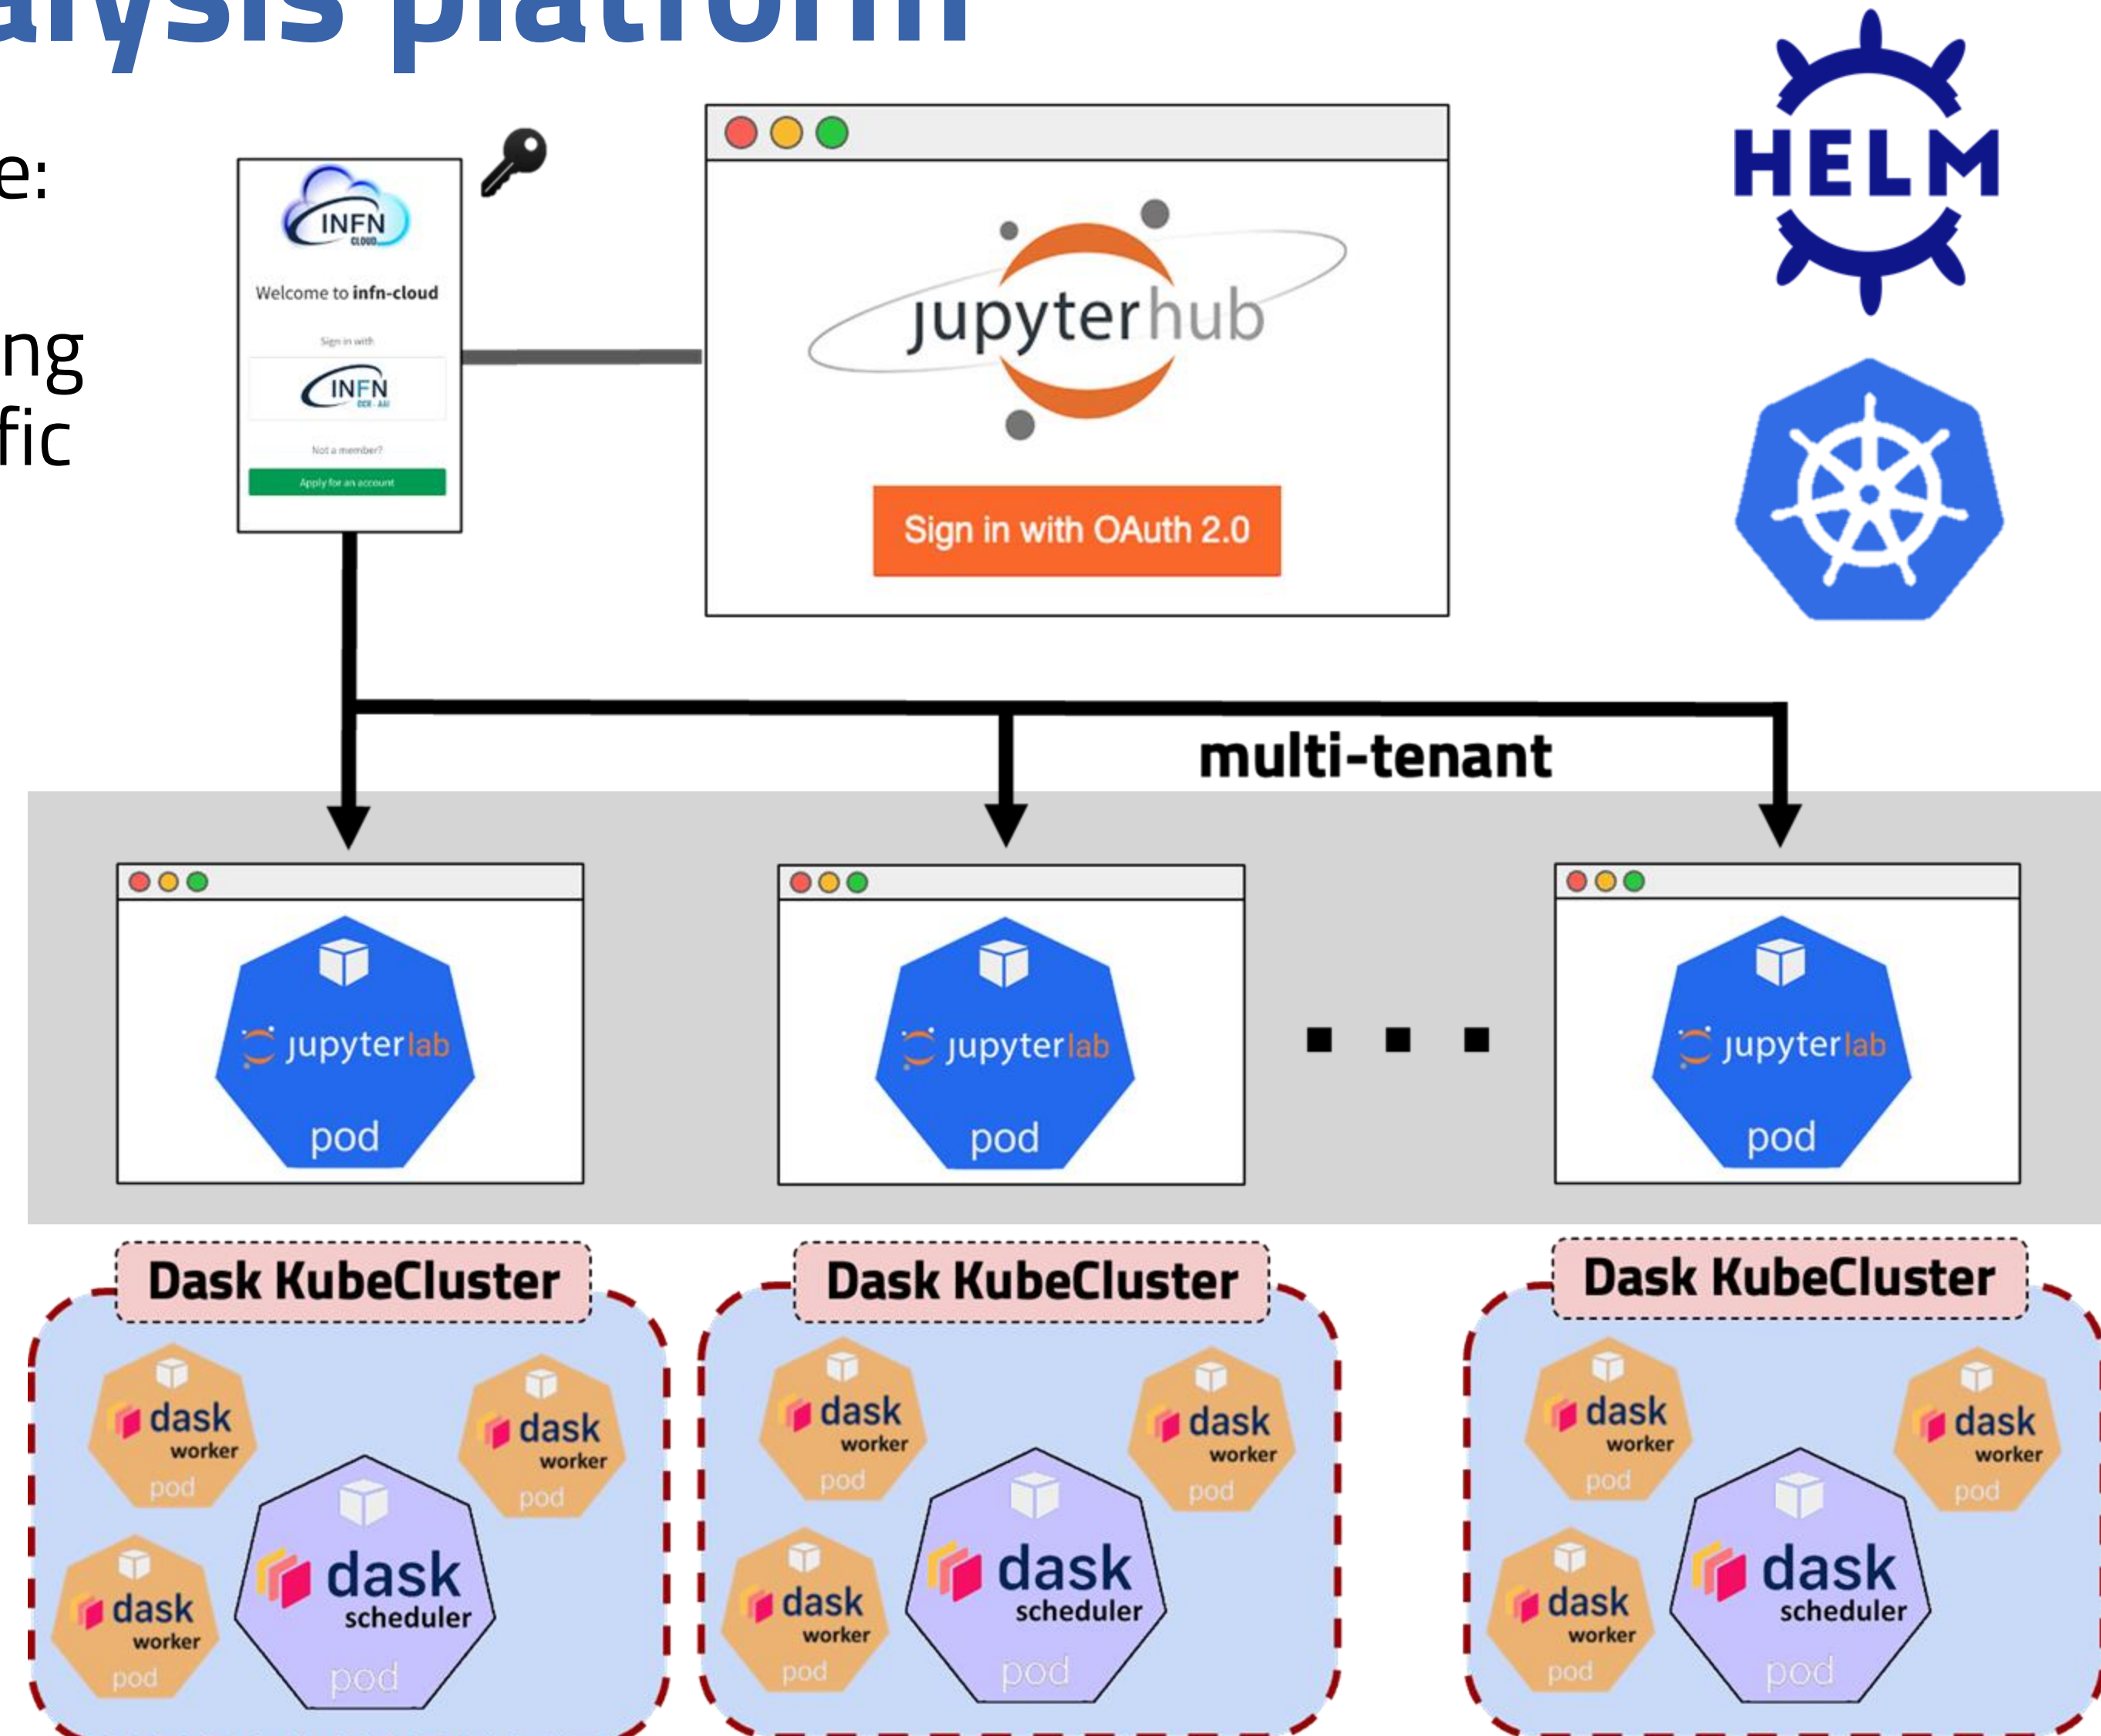 alysis platform
e:
ng
fic
INFN
CLOUD
Welcome to infn-cloud
Sign in with
INFN
CCR - AAI
Not a member?
Apply for an account
jupyterhub
Sign in with OAuth 2.0
HELM
multi-tenant
jupyterlab
pod
jupyterlab
pod
jupyterlab
pod
Dask KubeCluster
dask
worker
pod
dask
worker
pod
dask
worker
pod
dask
scheduler
pod
Dask KubeCluster
dask
worker
pod
dask
worker
pod
dask
worker
pod
dask
scheduler
pod
Dask KubeCluster
dask
worker
pod
dask
worker
pod
dask
worker
pod
dask
scheduler
pod